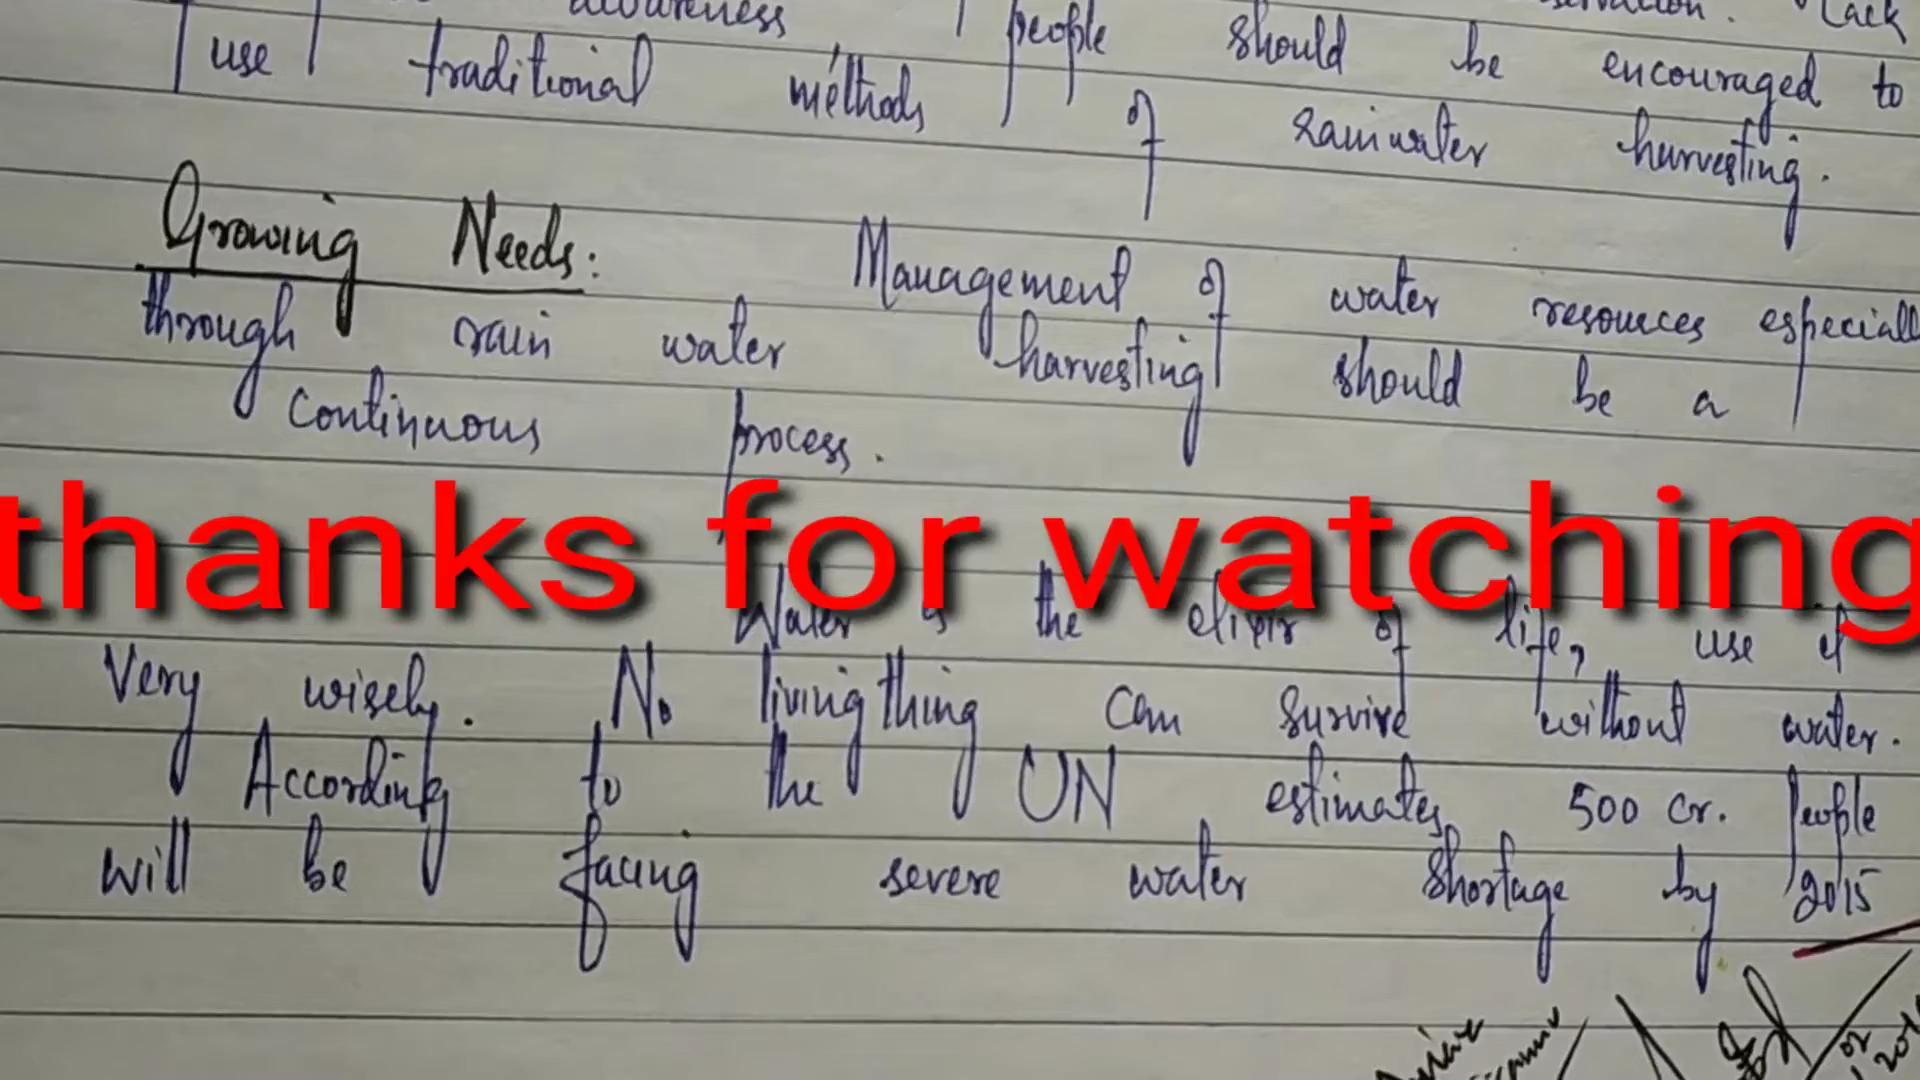 awareness people should be encouraged to
use traditional methods of rainwater harvesting.
Growing Needs: Management of water resources especiall
through rain water harvesting should be a
continuous process.
thanks for watching
Water is the elixir of life, use it
Very wisely. No living thing can survive without water.
According to the UN estimates, 500 cr. people
will be facing severe water shortage by 2015